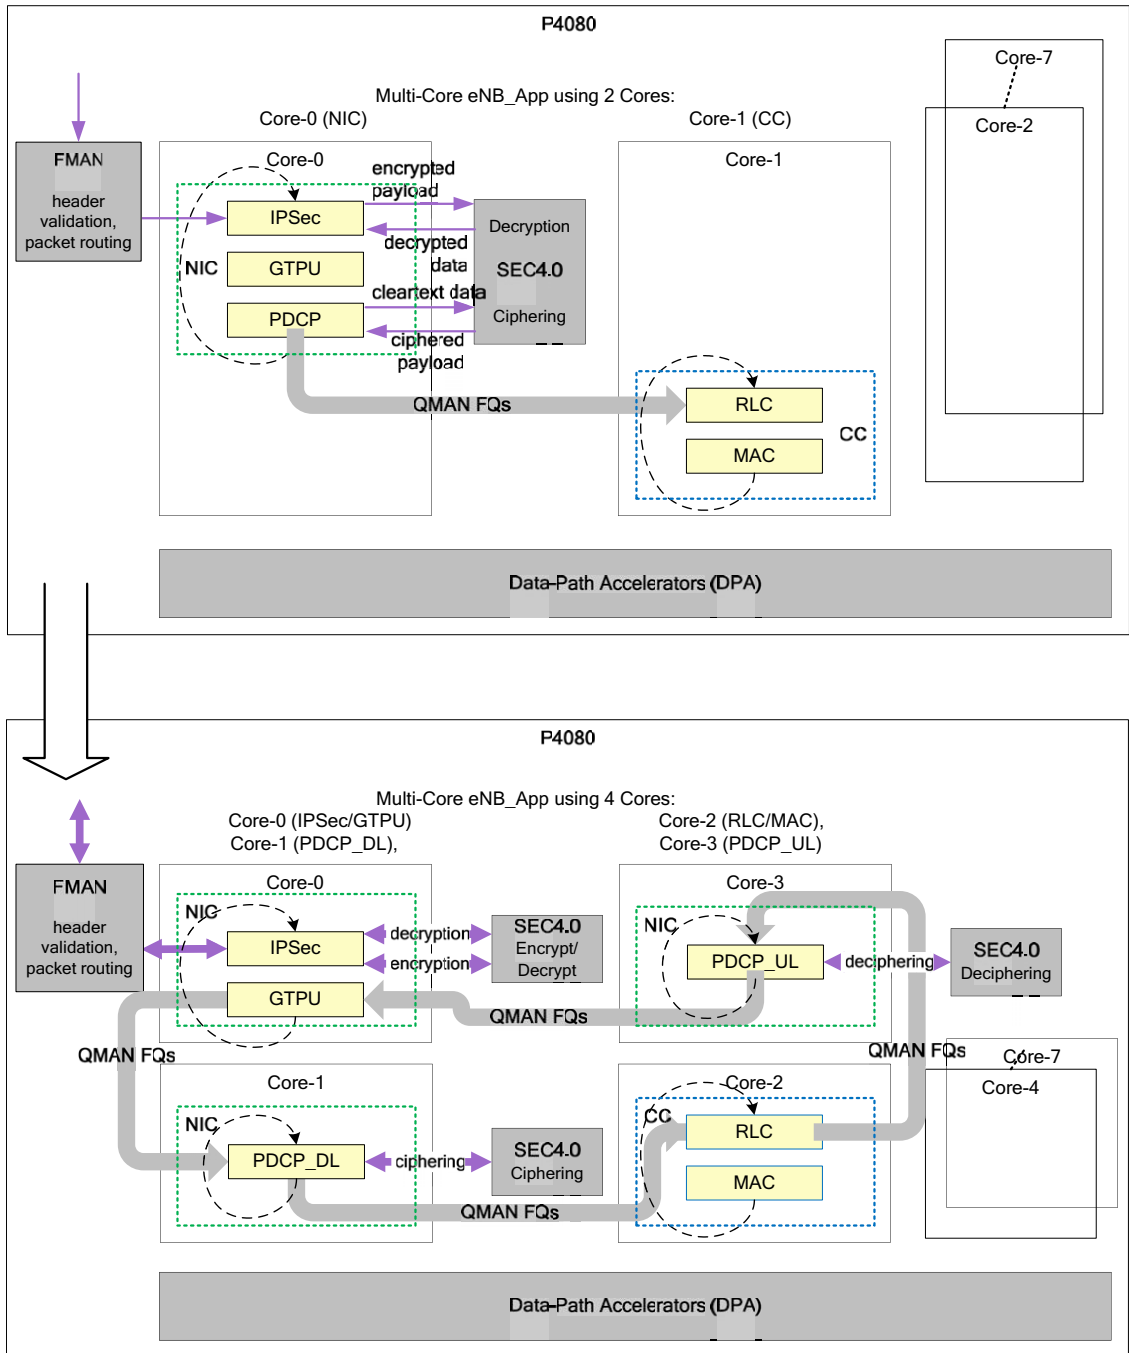 P4080
Core-7
Multi-Core eNB_App using 2 Cores:
Core-0 (NIC)
Core-1 (CC)
Core-2
FMAN
header
validation,
packet routing
Core-0
encrypted
payload
Core-1
IPSec
Decryption
decrypted
data
NIC
GTPU
SEC4.0
cleartext data
PDCP
Ciphering
ciphered
payload
QMAN FQs
RLC
CC
MAC
Data-Path Accelerators (DPA)
P4080
Multi-Core eNB_App using 4 Cores:
Core-0 (IPSec/GTPU)
Core-1 (PDCP_DL),
Core-2 (RLC/MAC),
Core-3 (PDCP_UL)
FMAN
header
validation,
packet routing
Core-0
NIC
IPSec
decryption
encryption
SEC4.0
Encrypt/
Decrypt
GTPU
Core-3
NIC
PDCP_UL
deciphering
SEC4.0
Deciphering
QMAN FQs
QMAN FQs
QMAN FQs
Core-7
Core-4
Core-1
NIC
PDCP_DL
ciphering
SEC4.0
Ciphering
Core-2
CC
RLC
MAC
QMAN FQs
Data-Path Accelerators (DPA)